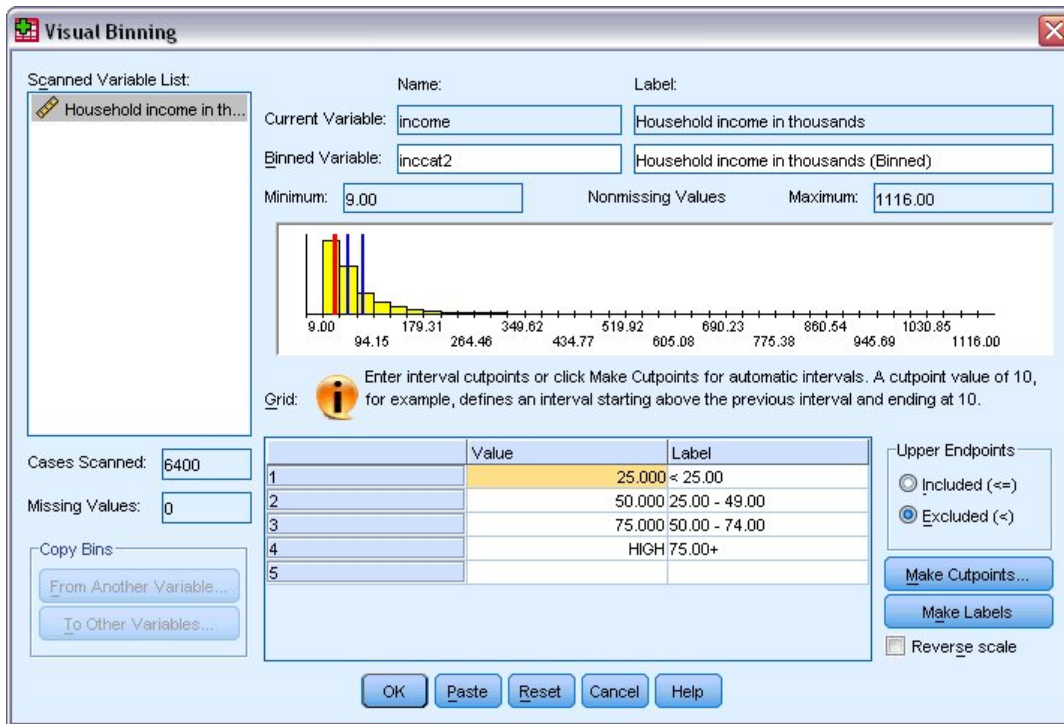 Visual Binning
Scanned Variable List:
Household income in th...
Cases Scanned: 6400
Missing Values: 0
Copy Bins
From Another Variable...
To Other Variables...
Name: Label:
Current Variable: income Household income in thousands
Binned Variable: inccat2 Household income in thousands (Binned)
Minimum: 9.00 Nonmissing Values Maximum: 1116.00
9.00 179.31 349.62 519.92 690.23 860.54 1030.85
94.15 264.46 434.77 605.08 775.38 945.69 1116.00
Grid:
i
Enter interval cutpoints or click Make Cutpoints for automatic intervals. A cutpoint value of 10,
for example, defines an interval starting above the previous interval and ending at 10.
Value Label
1 25.000 < 25.00
2 50.000 25.00 - 49.00
3 75.000 50.00 - 74.00
4 HIGH 75.00+
5
Upper Endpoints
Included (<=)
Excluded (<)
Make Cutpoints...
Make Labels
Reverse scale
OK Paste Reset Cancel Help